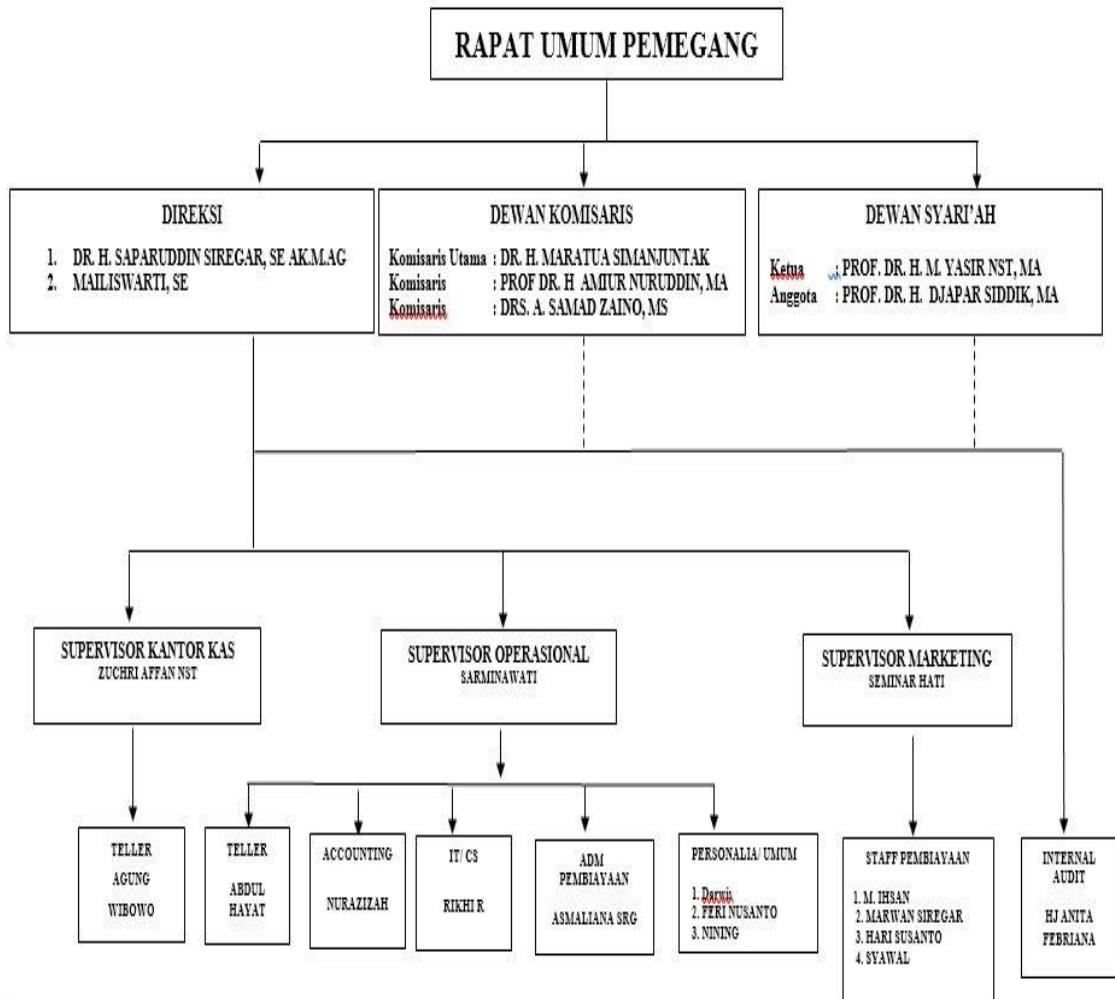 RAPAT UMUM PEMEGANG
DIREKSI
1. DR. H. SAPARUDDIN SIREGAR, SE AK.M.AG
2. MAILISWARTI, SE
DEWAN KOMISARIS
Komisaris Utama : DR. H. MARATUA SIMANJUNTAK
Komisaris : PROF DR. H AMIUR NURUDDIN, MA
Komisaris : DRS. A. SAMAD ZAINO, MS
DEWAN SYARI'AH
Ketua : PROF. DR. H. M. YASIR NST, MA
Anggota : PROF. DR. H. DJAPAR SIDDIK, MA
SUPERVISOR KANTOR KAS
ZUCHRI AFFAN NST
SUPERVISOR OPERASIONAL
SARMINAWATI
SUPERVISOR MARKETING
SEMINAR HATI
TELLER
AGUNG
WIBOWO
TELLER
ABDUL
HAYAT
ACCOUNTING
NURAZIZAH
IT/ CS
RIKHI R
ADM
PEMBIAYAAN
ASMALIANA SRG
PERSONALIA/ UMUM
1. Darwis
2. FERI NUSANTO
3. NINING
STAFF PEMBIAYAAN
1. M. IHSAN
2. MARWAN SIREGAR
3. HARI SUSANTO
4. SYAWAL
INTERNAL
AUDIT
HJ ANITA
FEBRIANA